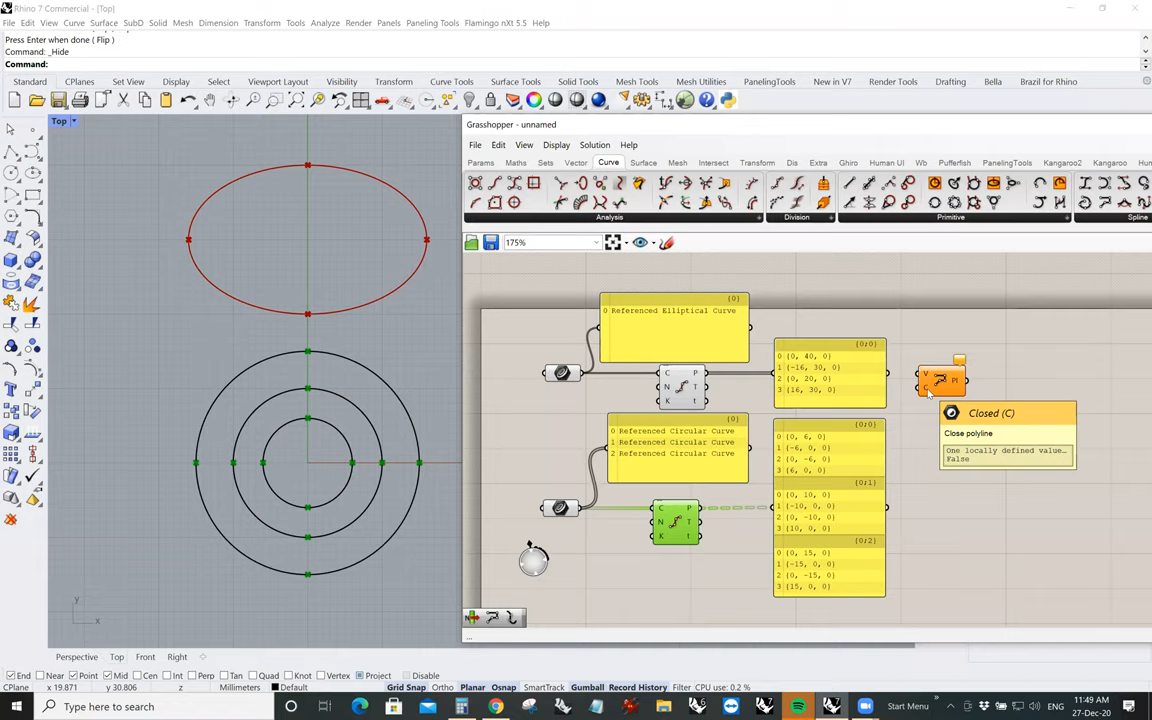 Rhino 7 Commercial - [Top]
File Edit View Curve Surface SubD Solid Mesh Dimension Transform Tools Analyze Render Panels Paneling Tools Flamingo nXt 5.5 Help
Press Enter when done ( Flip )
Command: _Hide
Command:
Standard CPlanes Set View Display Select Viewport Layout Visibility Transform Curve Tools Surface Tools Solid Tools Mesh Tools Mesh Utilities PanelingTools New in V7 Render Tools Drafting Bella Brazil for Rhino
Top
Grasshopper - unnamed
File Edit View Display Solution Help
Params Maths Sets Vector Curve Surface Mesh Intersect Transform Dis Extra Ghiro Human UI Wb Pufferfish PanelingTools Kangaroo2 Kangaroo Hu
Analysis Division Primitive Spline
175%
{0}
0 Referenced Elliptical Curve
{0;0}
0 {0, 40, 0}
1 {-16, 30, 0}
2 {0, 20, 0}
3 {16, 30, 0}
C P
N T
K t
V
C
Pl
Closed (C)
Close polyline
One locally defined value...
False
{0}
0 Referenced Circular Curve
1 Referenced Circular Curve
2 Referenced Circular Curve
{0;0}
0 {0, 6, 0}
1 {-6, 0, 0}
2 {0, -6, 0}
3 {6, 0, 0}
{0;1}
0 {0, 10, 0}
1 {-10, 0, 0}
2 {0, -10, 0}
3 {10, 0, 0}
{0;2}
0 {0, 15, 0}
1 {-15, 0, 0}
2 {0, -15, 0}
3 {15, 0, 0}
C P
N T
K t
y
x
...
Perspective Top Front Right
End Near Point Mid Cen Int Perp Tan Quad Knot Vertex Project Disable
CPlane x 19.871 y 30.806 z Millimeters Default Grid Snap Ortho Planar Osnap SmartTrack Gumball Record History Filter CPU use: 0.2 %
Type here to search
Start Menu
11:49 AM
27-Dec-20